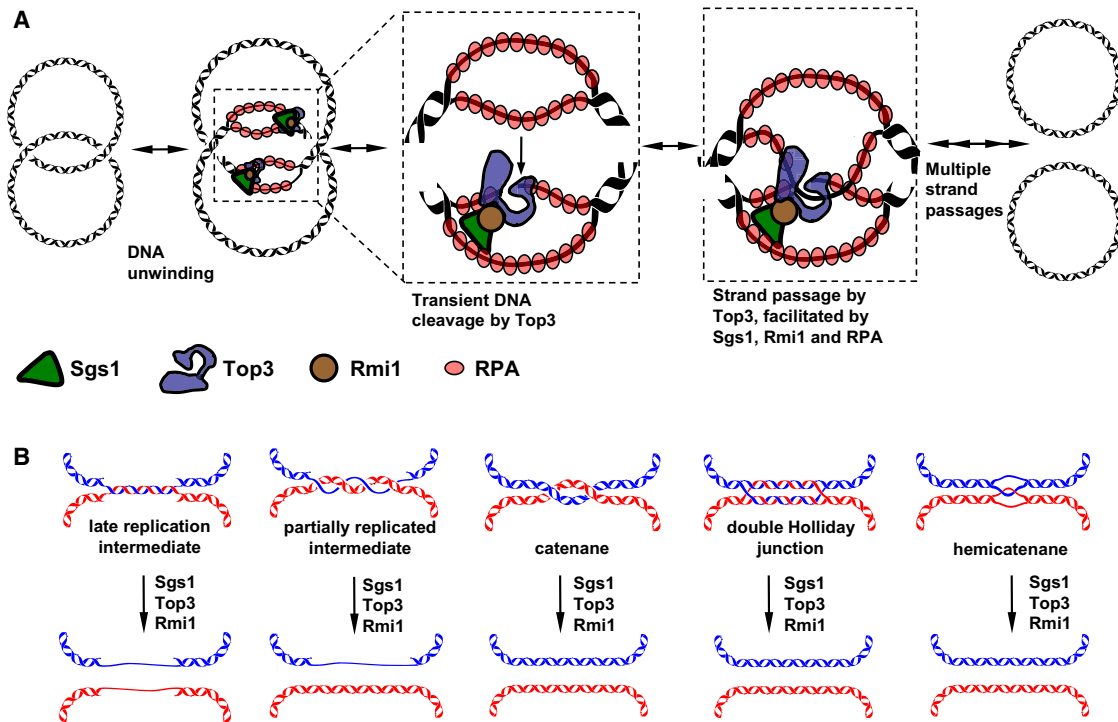 A
DNA
unwinding
Transient DNA
cleavage by Top3
Strand passage by
Top3, facilitated by
Sgs1, Rmi1 and RPA
Multiple
strand
passages
Sgs1
Top3
Rmi1
RPA
B
late replication
intermediate
partially replicated
intermediate
catenane
double Holliday
junction
hemicatenane
Sgs1
Top3
Rmi1
Sgs1
Top3
Rmi1
Sgs1
Top3
Rmi1
Sgs1
Top3
Rmi1
Sgs1
Top3
Rmi1